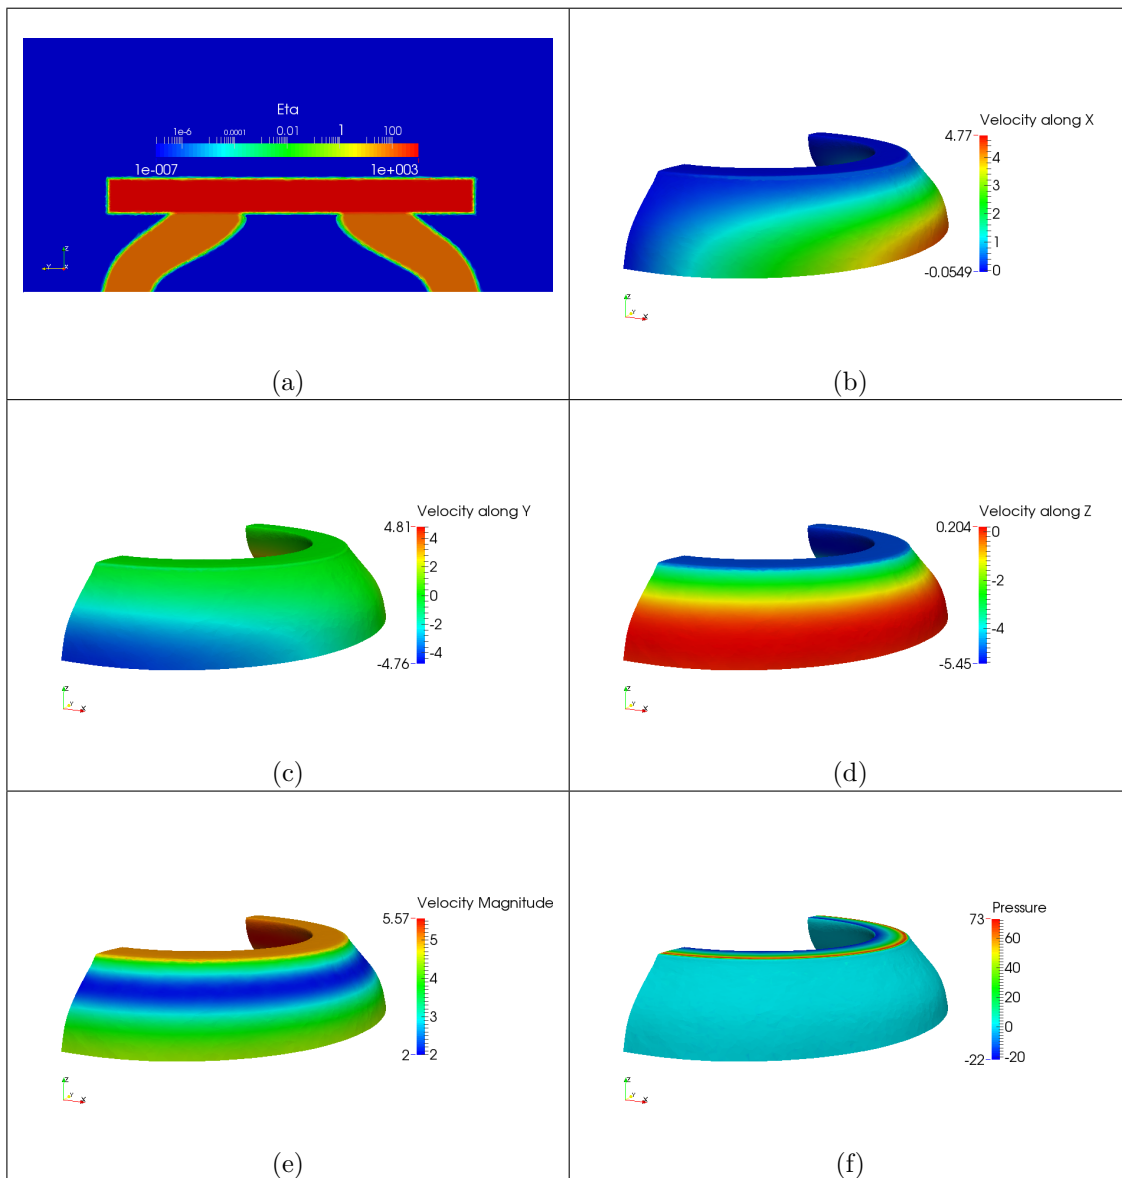 Eta
1e-6 0.0001 0.01 1 100
1e-007 1e+003
Z
Y X
(a)
Velocity along X
4.77
4
3
2
1
0
-0.0549
Z
Y
X
(b)
Velocity along Y
4.81
4
2
0
-2
-4
-4.76
Z
Y
X
(c)
Velocity along Z
0.204
0
-2
-4
-5.45
Z
Y
X
(d)
Velocity Magnitude
5.57
5
4
3
2 2
Z
Y
X
(e)
Pressure
73
60
40
20
0
-22 -20
Z
Y
X
(f)